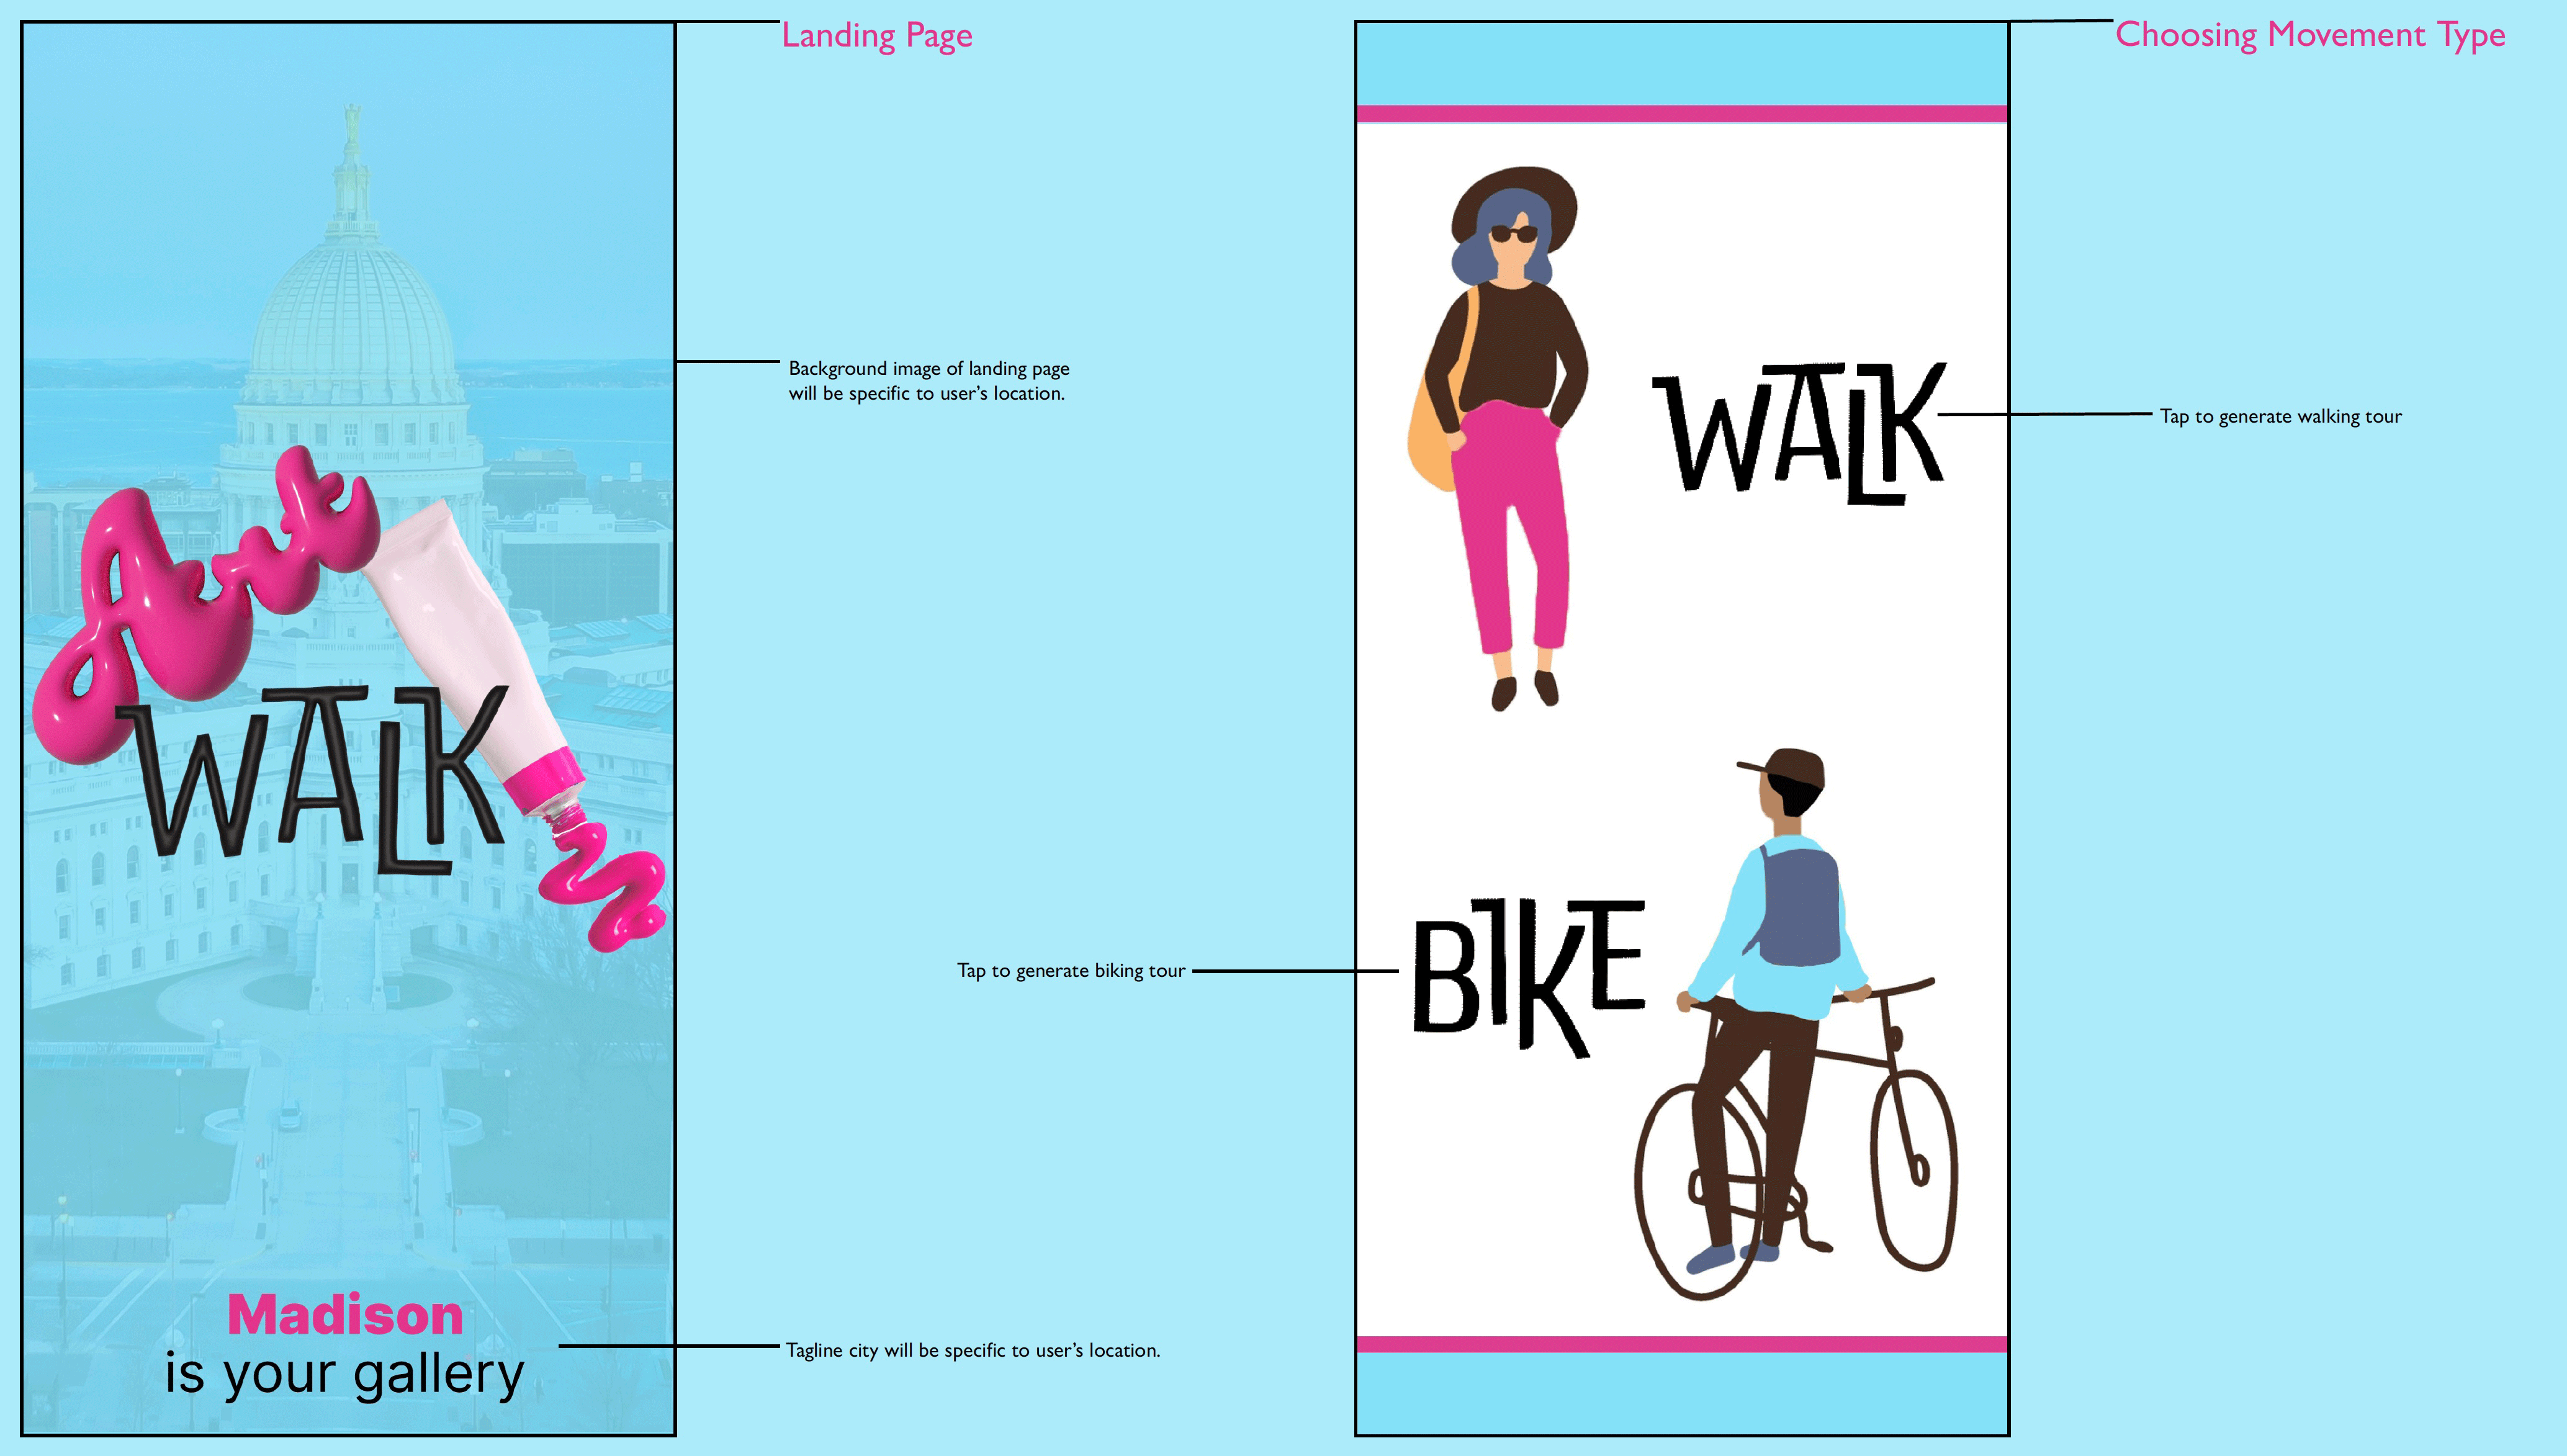 Landing Page
Background image of landing page
will be specific to user's location.
Art
WALK
Madison
is your gallery
Tagline city will be specific to user's location.
Choosing Movement Type
WALK
Tap to generate walking tour
Tap to generate biking tour
BIKE